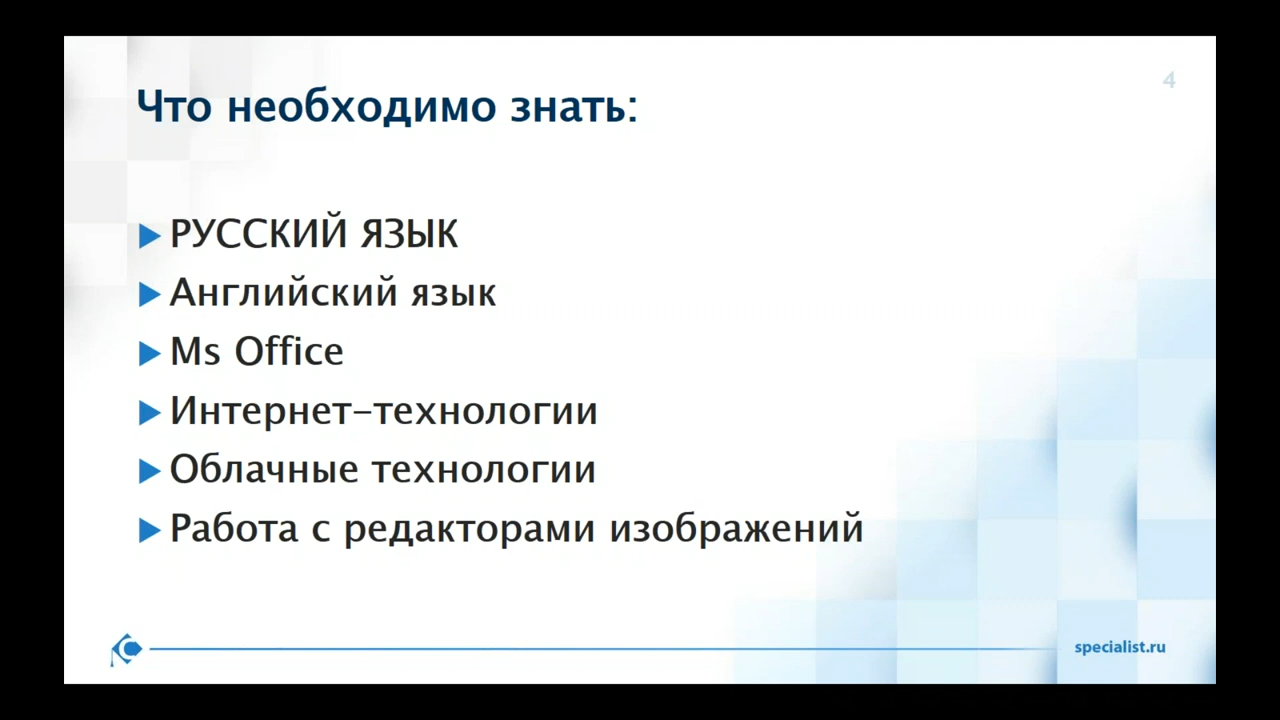 4
Что необходимо знать:
РУССКИЙ ЯЗЫК
Английский язык
Ms Office
Интернет-технологии
Облачные технологии
Работа с редакторами изображений
specialist.ru